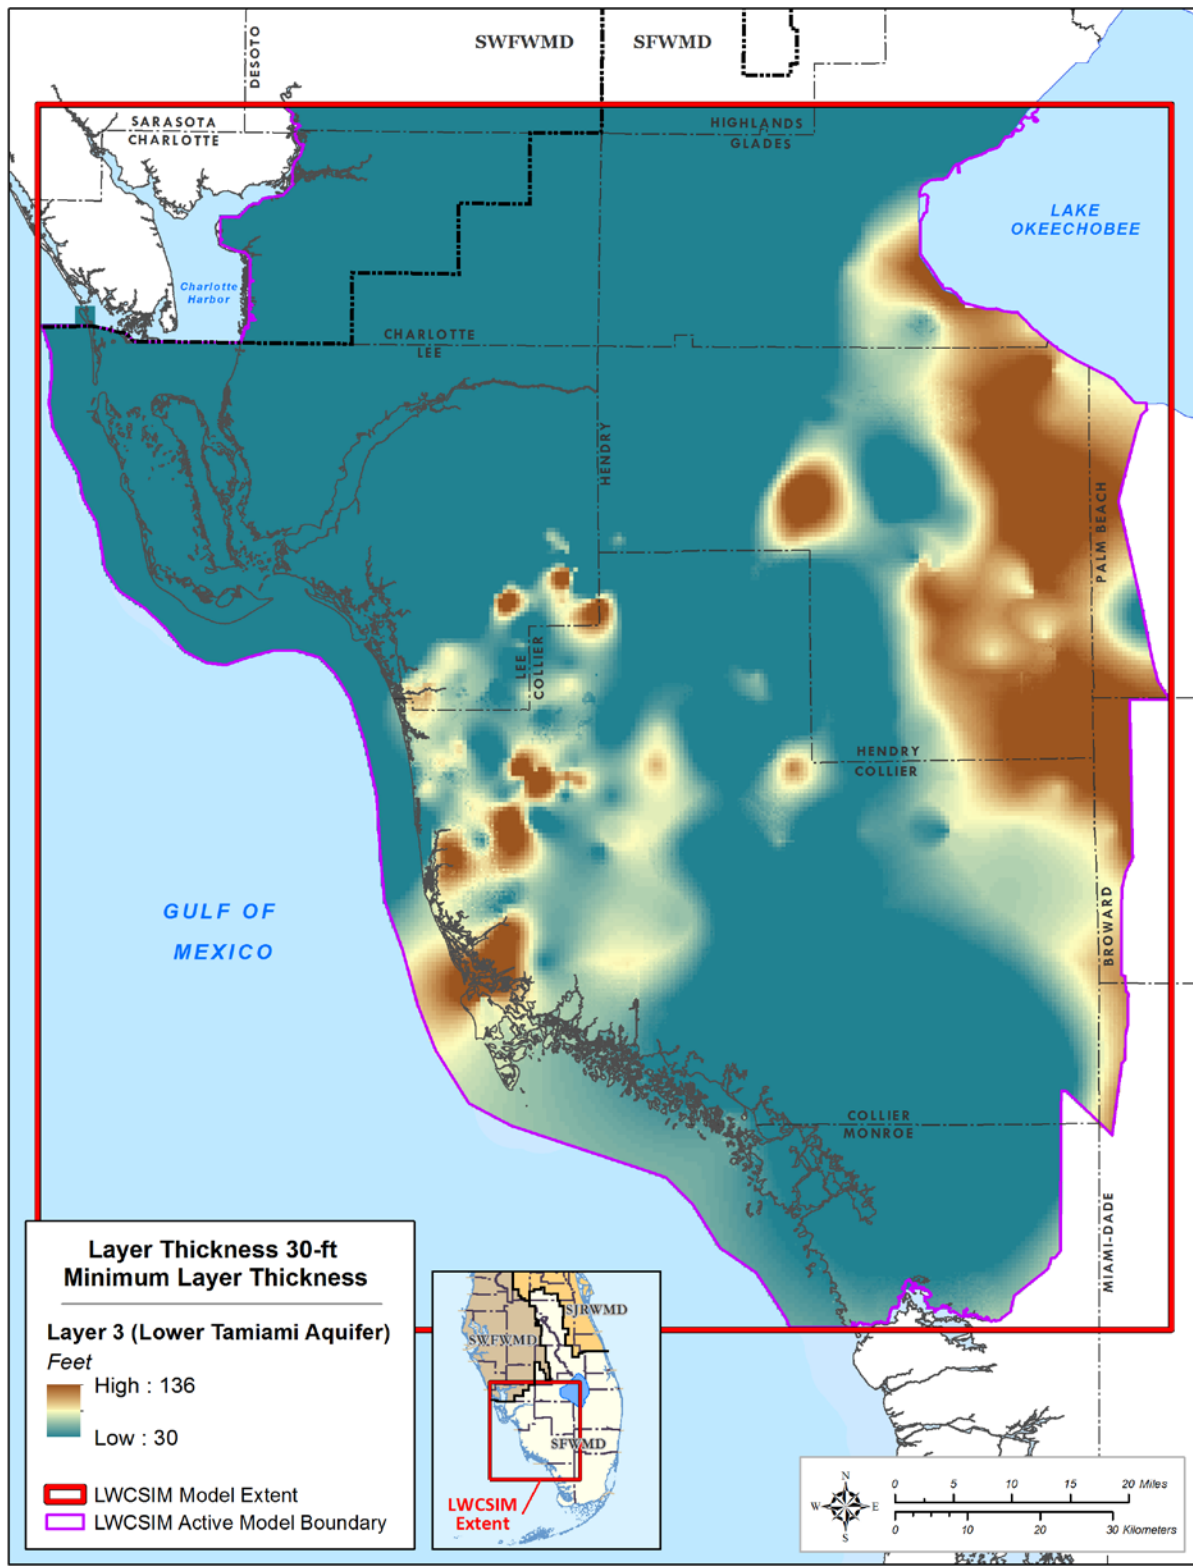 SWFWMD
SFWMD
DESOTO
SARASOTA
CHARLOTTE
HIGHLANDS
GLADES
LAKE
OKEECHOBEE
Charlotte
Harbor
CHARLOTTE
LEE
HENDRY
PALM BEACH
LEE
COLLIER
HENDRY
COLLIER
GULF OF
MEXICO
BROWARD
COLLIER
MONROE
MIAMI-DADE
Layer Thickness 30-ft
Minimum Layer Thickness
Layer 3 (Lower Tamiami Aquifer)
Feet
High : 136
Low : 30
LWCSIM Model Extent
LWCSIM Active Model Boundary
SJRWMD
SWFWMD
SFWMD
LWCSIM
Extent
N
W E
S
0 5 10 15 20 Miles
0 10 20 30 Kilometers